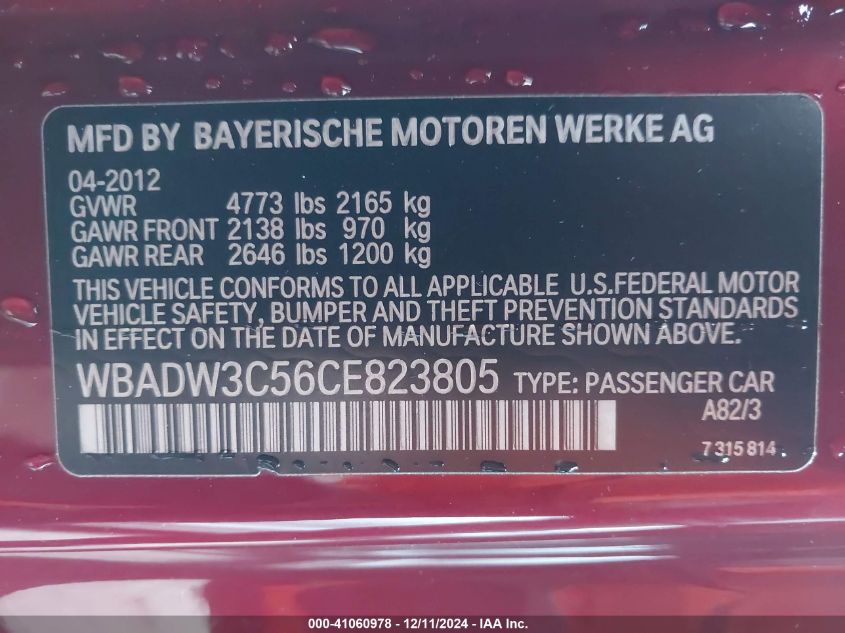 MFD BY BAYERISCHE MOTOREN WERKE AG
04-2012
GVWR 4773 lbs 2165 kg
GAWR FRONT 2138 lbs 970 kg
GAWR REAR 2646 lbs 1200 kg
THIS VEHICLE CONFORMS TO ALL APPLICABLE U.S.FEDERAL MOTOR
VEHICLE SAFETY, BUMPER AND THEFT PREVENTION STANDARDS
IN EFFECT ON THE DATE OF MANUFACTURE SHOWN ABOVE.
WBADW3C56CE823805 TYPE: PASSENGER CAR
A82/3
7 315 814
000-41060978 - 12/11/2024 - IAA Inc.